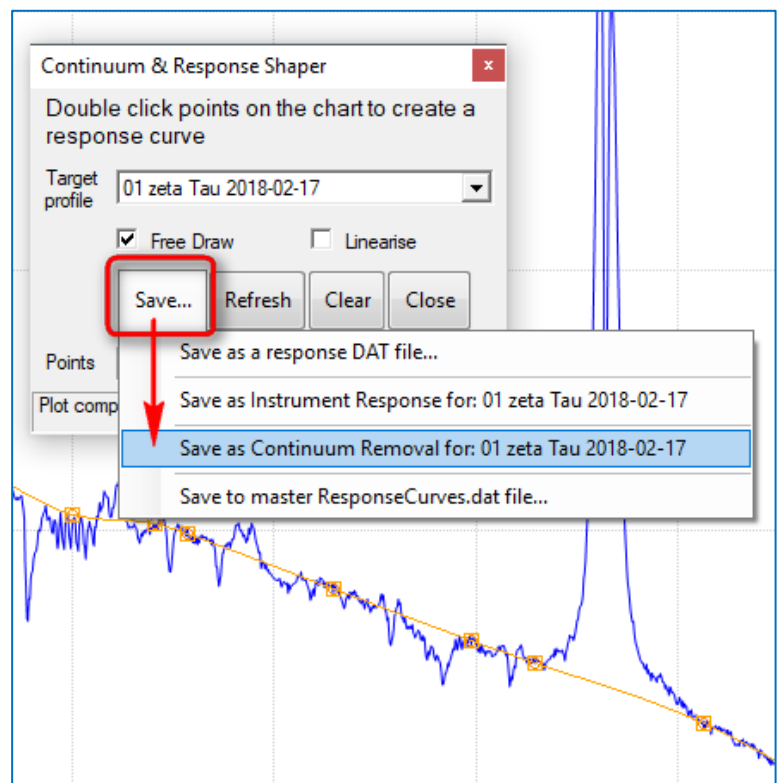 Continuum & Response Shaper
x
Double click points on the chart to create a
response curve
Target
profile
01 zeta Tau 2018-02-17
Free Draw
Linearise
Save...
Refresh
Clear
Close
Points
Save as a response DAT file...
Save as Instrument Response for: 01 zeta Tau 2018-02-17
Plot comp
Save as Continuum Removal for: 01 zeta Tau 2018-02-17
Save to master ResponseCurves.dat file...